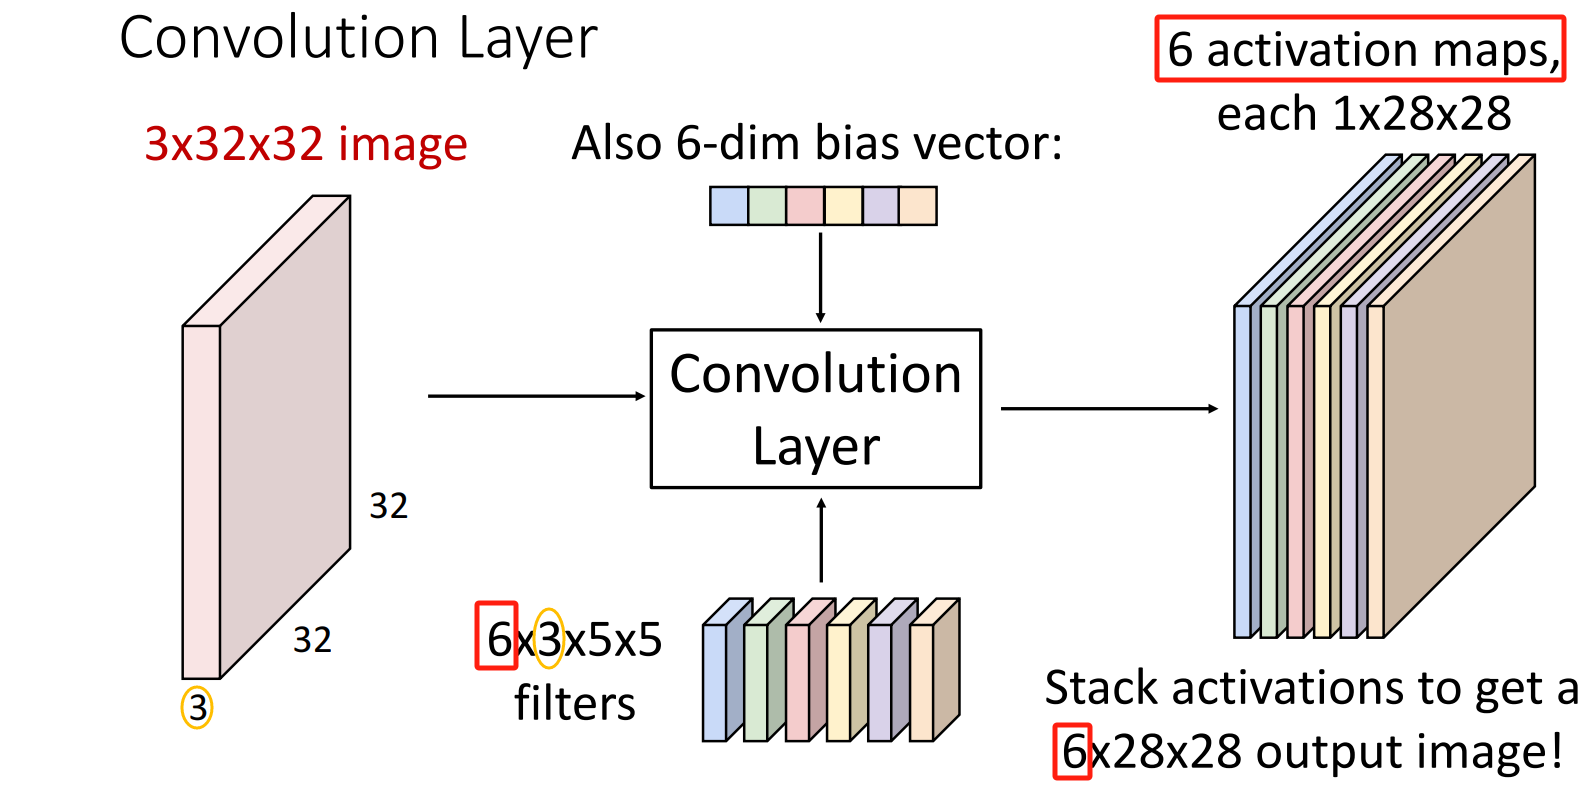 Convolution Layer
3x32x32 image
Also 6-dim bias vector:
6 activation maps,
each 1x28x28
Convolution
Layer
32
32
3
6x3x5x5
filters
Stack activations to get a
6x28x28 output image!